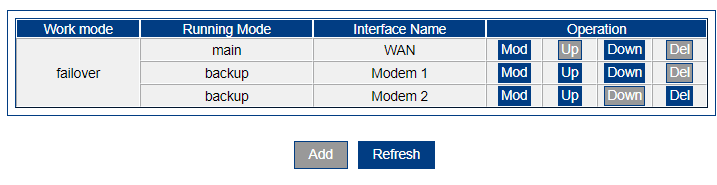 Work mode Running Mode Interface Name Operation
failover main WAN Mod Up Down Del
backup Modem 1 Mod Up Down Del
backup Modem 2 Mod Up Down Del
Add Refresh